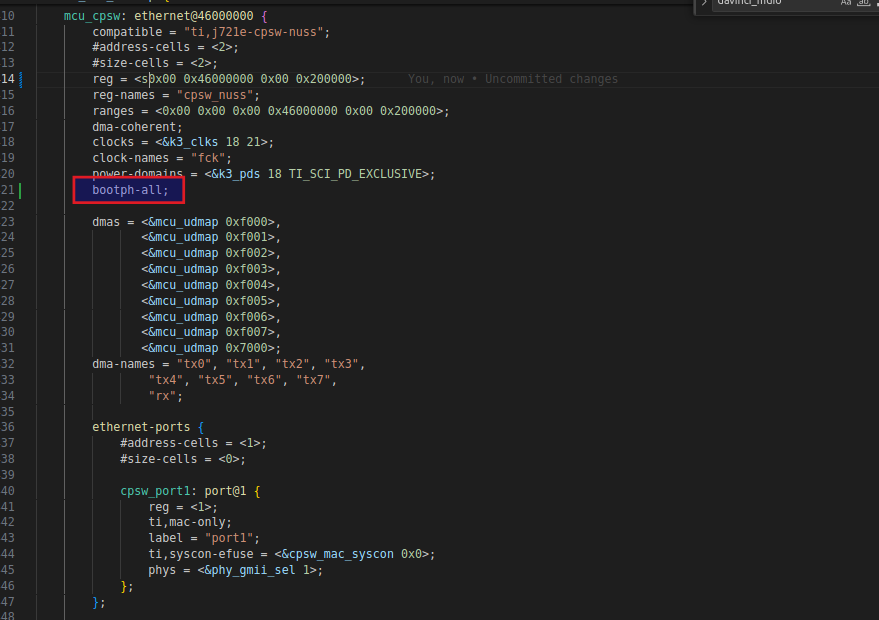 davinci_mdio Aa ab
10 mcu_cpsw: ethernet@46000000 {
11 compatible = "ti,j721e-cpsw-nuss";
12 #address-cells = <2>;
13 #size-cells = <2>;
14 reg = <s0x00 0x46000000 0x00 0x200000>; You, now • Uncommitted changes
15 reg-names = "cpsw_nuss";
16 ranges = <0x00 0x00 0x00 0x46000000 0x00 0x200000>;
17 dma-coherent;
18 clocks = <&k3_clks 18 21>;
19 clock-names = "fck";
20 power-domains = <&k3_pds 18 TI_SCI_PD_EXCLUSIVE>;
21 bootph-all;
22
23 dmas = <&mcu_udmap 0xf000>,
24 <&mcu_udmap 0xf001>,
25 <&mcu_udmap 0xf002>,
26 <&mcu_udmap 0xf003>,
27 <&mcu_udmap 0xf004>,
28 <&mcu_udmap 0xf005>,
29 <&mcu_udmap 0xf006>,
30 <&mcu_udmap 0xf007>,
31 <&mcu_udmap 0x7000>;
32 dma-names = "tx0", "tx1", "tx2", "tx3",
33 "tx4", "tx5", "tx6", "tx7",
34 "rx";
35
36 ethernet-ports {
37 #address-cells = <1>;
38 #size-cells = <0>;
39
40 cpsw_port1: port@1 {
41 reg = <1>;
42 ti,mac-only;
43 label = "port1";
44 ti,syscon-efuse = <&cpsw_mac_syscon 0x0>;
45 phys = <&phy_gmii_sel 1>;
46 };
47 };
48